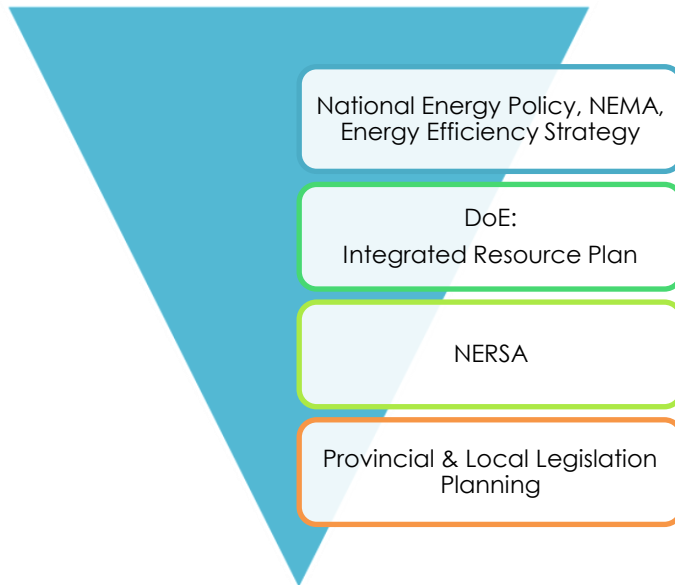 National Energy Policy, NEMA,
Energy Efficiency Strategy
DoE:
Integrated Resource Plan
NERSA
Provincial & Local Legislation
Planning